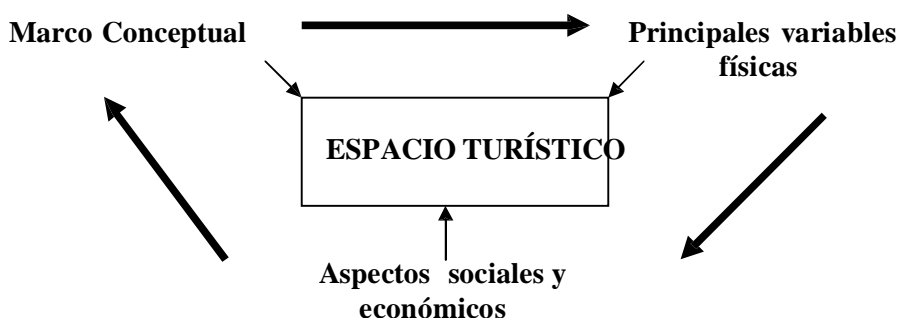 Marco Conceptual
Principales variables
físicas
ESPACIO TURÍSTICO
Aspectos sociales y
económicos